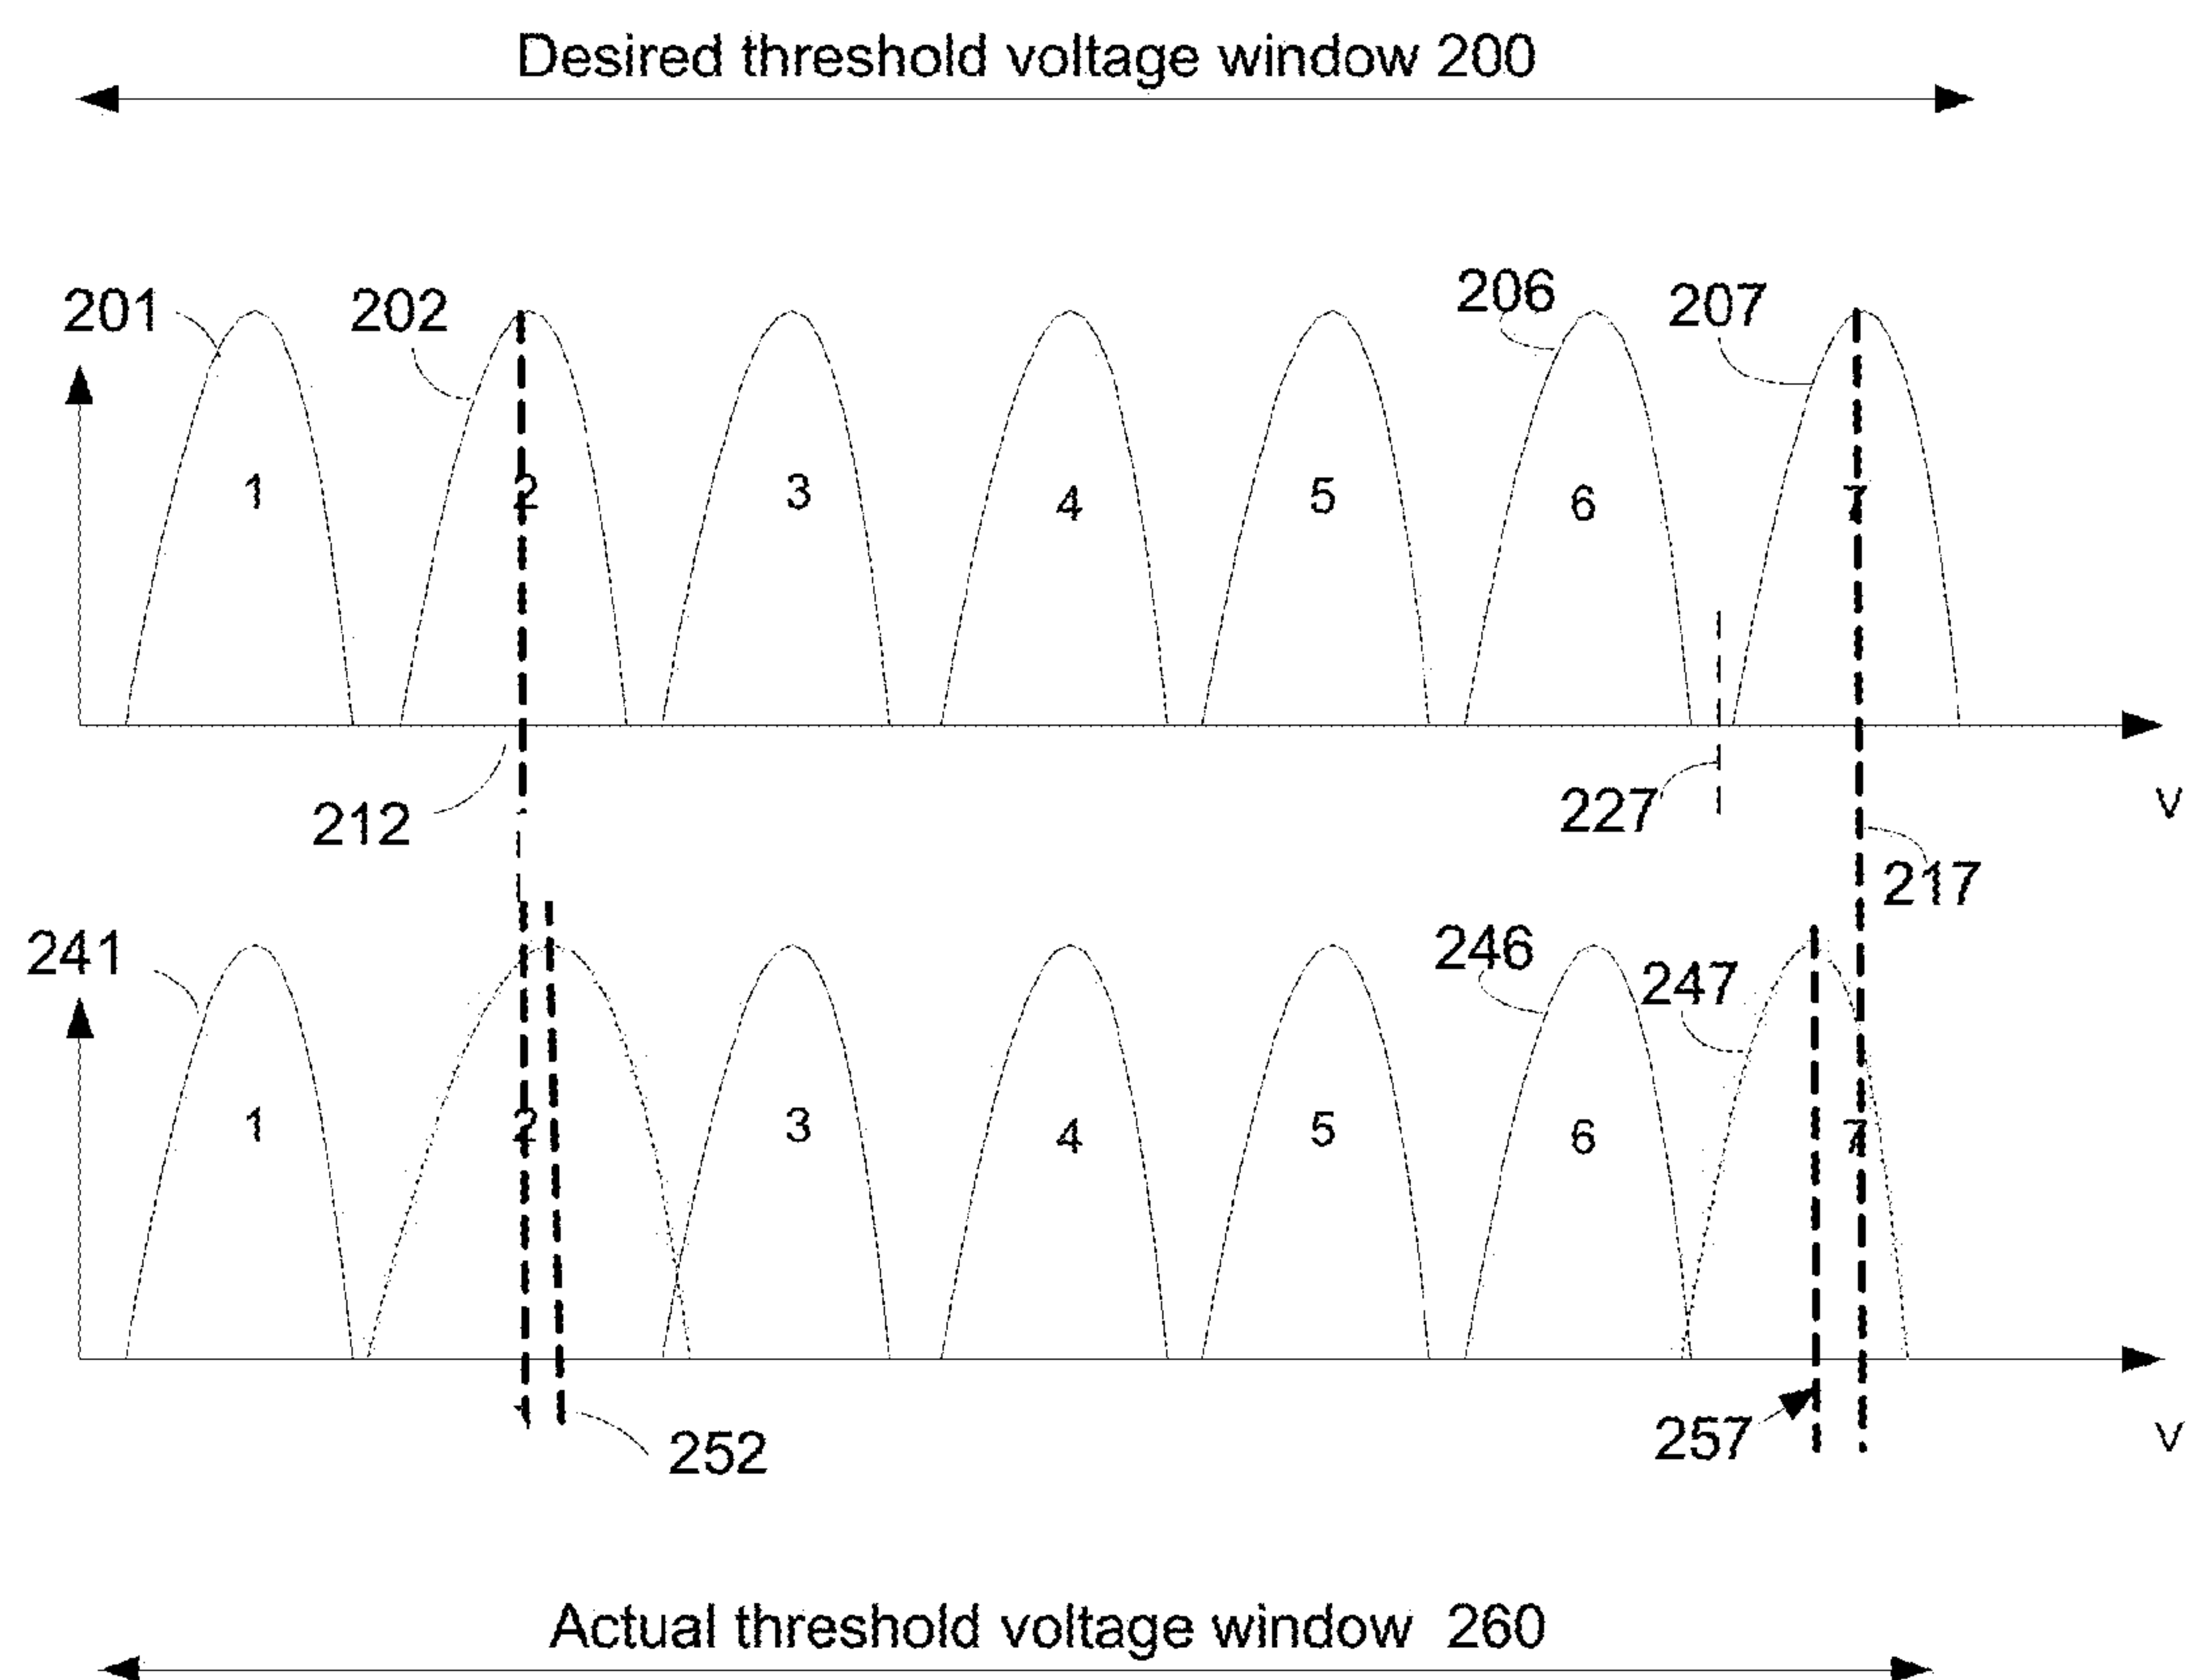 Desired threshold voltage window 200
201
202
206
207
1 2 3 4 5 6 7
212
227
V
217
241
246
247
1 2 3 4 5 6 7
252
257
V
Actual threshold voltage window 260